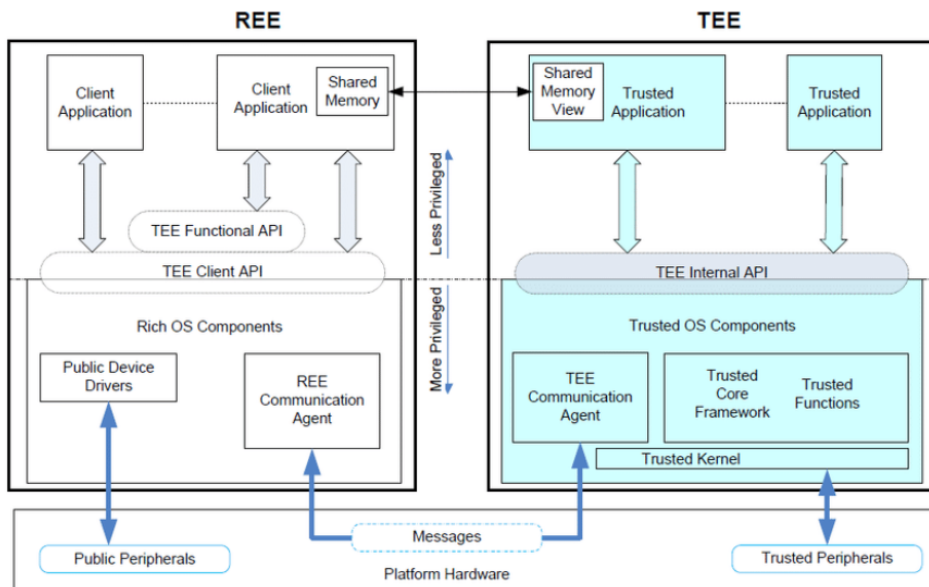 REE
TEE
Client
Application
Client
Application
Shared
Memory
Shared
Memory
View
Trusted
Application
Trusted
Application
Less Privileged
TEE Functional API
TEE Client API
TEE Internal API
More Privileged
Rich OS Components
Trusted OS Components
Public Device
Drivers
REE
Communication
Agent
TEE
Communication
Agent
Trusted
Core
Framework
Trusted
Functions
Trusted Kernel
Messages
Public Peripherals
Trusted Peripherals
Platform Hardware